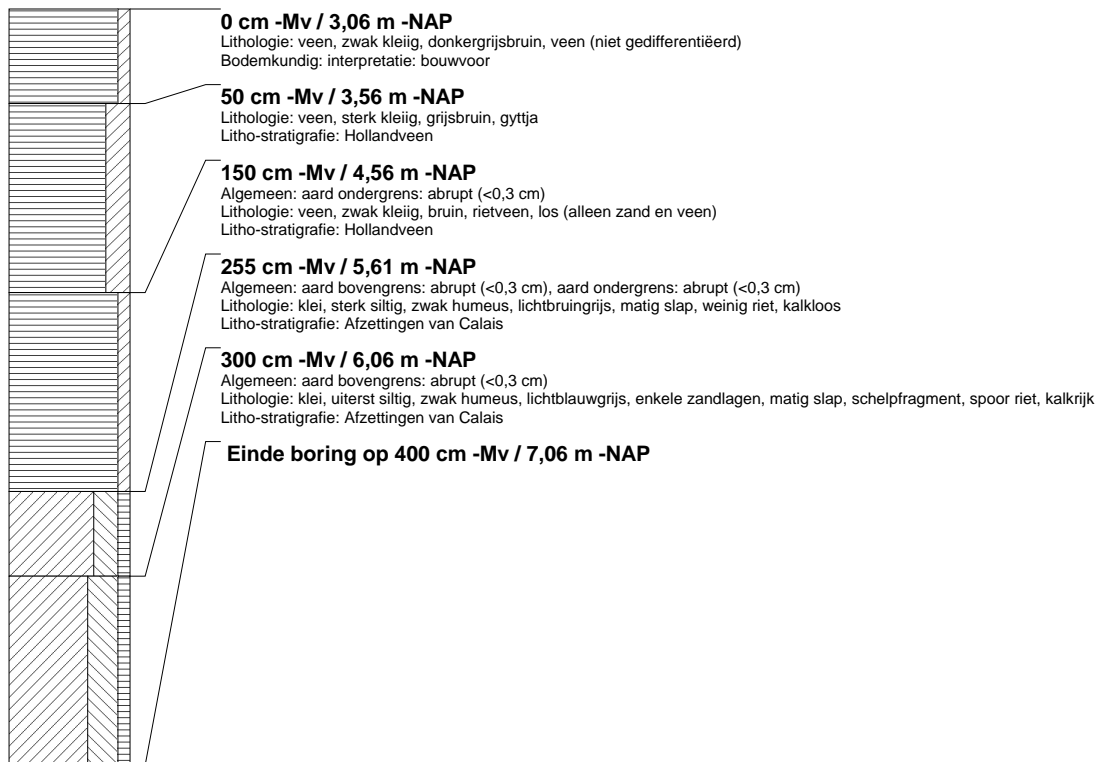 0 cm -Mv / 3,06 m -NAP
Lithologie: veen, zwak kleiig, donkergrijsbruin, veen (niet gedifferentiëerd)
Bodemkundig: interpretatie: bouwvoor
50 cm -Mv / 3,56 m -NAP
Lithologie: veen, sterk kleiig, grijsbruin, gyttja
Litho-stratigrafie: Hollandveen
150 cm -Mv / 4,56 m -NAP
Algemeen: aard ondergrens: abrupt (<0,3 cm)
Lithologie: veen, zwak kleiig, bruin, rietveen, los (alleen zand en veen)
Litho-stratigrafie: Hollandveen
255 cm -Mv / 5,61 m -NAP
Algemeen: aard bovengrens: abrupt (<0,3 cm), aard ondergrens: abrupt (<0,3 cm)
Lithologie: klei, sterk siltig, zwak humeus, lichtbruingrijs, matig slap, weinig riet, kalkloos
Litho-stratigrafie: Afzettingen van Calais
300 cm -Mv / 6,06 m -NAP
Algemeen: aard bovengrens: abrupt (<0,3 cm)
Lithologie: klei, uiterst siltig, zwak humeus, lichtblauwgrijs, enkele zandlagen, matig slap, schelpfragment, spoor riet, kalkrijk
Litho-stratigrafie: Afzettingen van Calais
Einde boring op 400 cm -Mv / 7,06 m -NAP